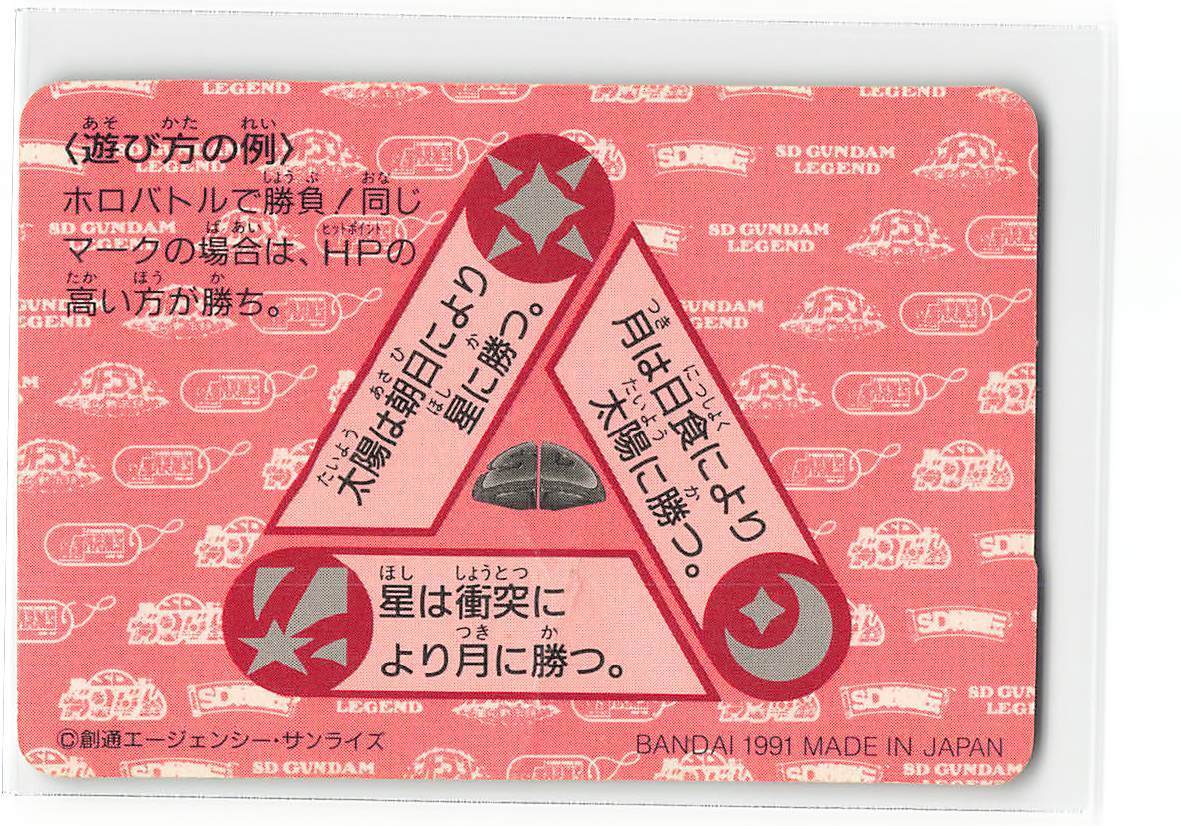 〈遊び方の例〉
ホロバトルで勝負！同じ
マークの場合は、HPの
高い方が勝ち。
太陽は朝日により
星に勝つ。
月は日食により
太陽に勝つ。
星は衝突に
より月に勝つ。
©創通エージェンシー・サンライズ
BANDAI 1991 MADE IN JAPAN
SD GUNDAM
LEGEND